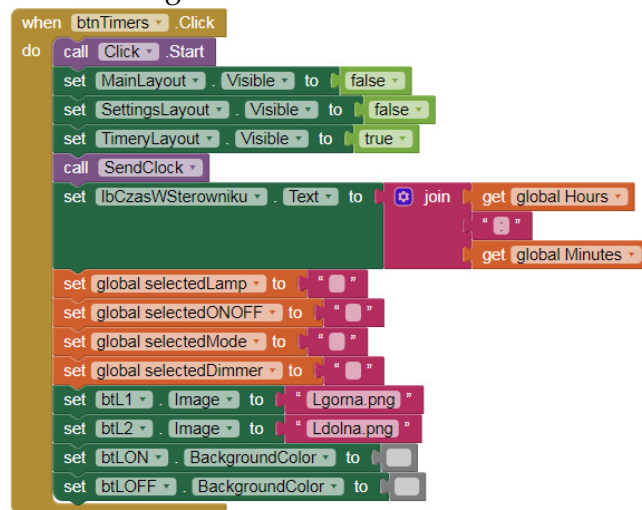 when btnTimers .Click
do call Click .Start
set MainLayout . Visible to false
set SettingsLayout . Visible to false
set TimeryLayout . Visible to true
call SendClock
set lbCzasWSterowniku . Text to join get global Hours
" : "
get global Minutes
set global selectedLamp to " "
set global selectedONOFF to " "
set global selectedMode to " "
set global selectedDimmer to " "
set btL1 . Image to " Lgorna.png "
set btL2 . Image to " Ldolna.png "
set btLON . BackgroundColor to
set btLOFF . BackgroundColor to